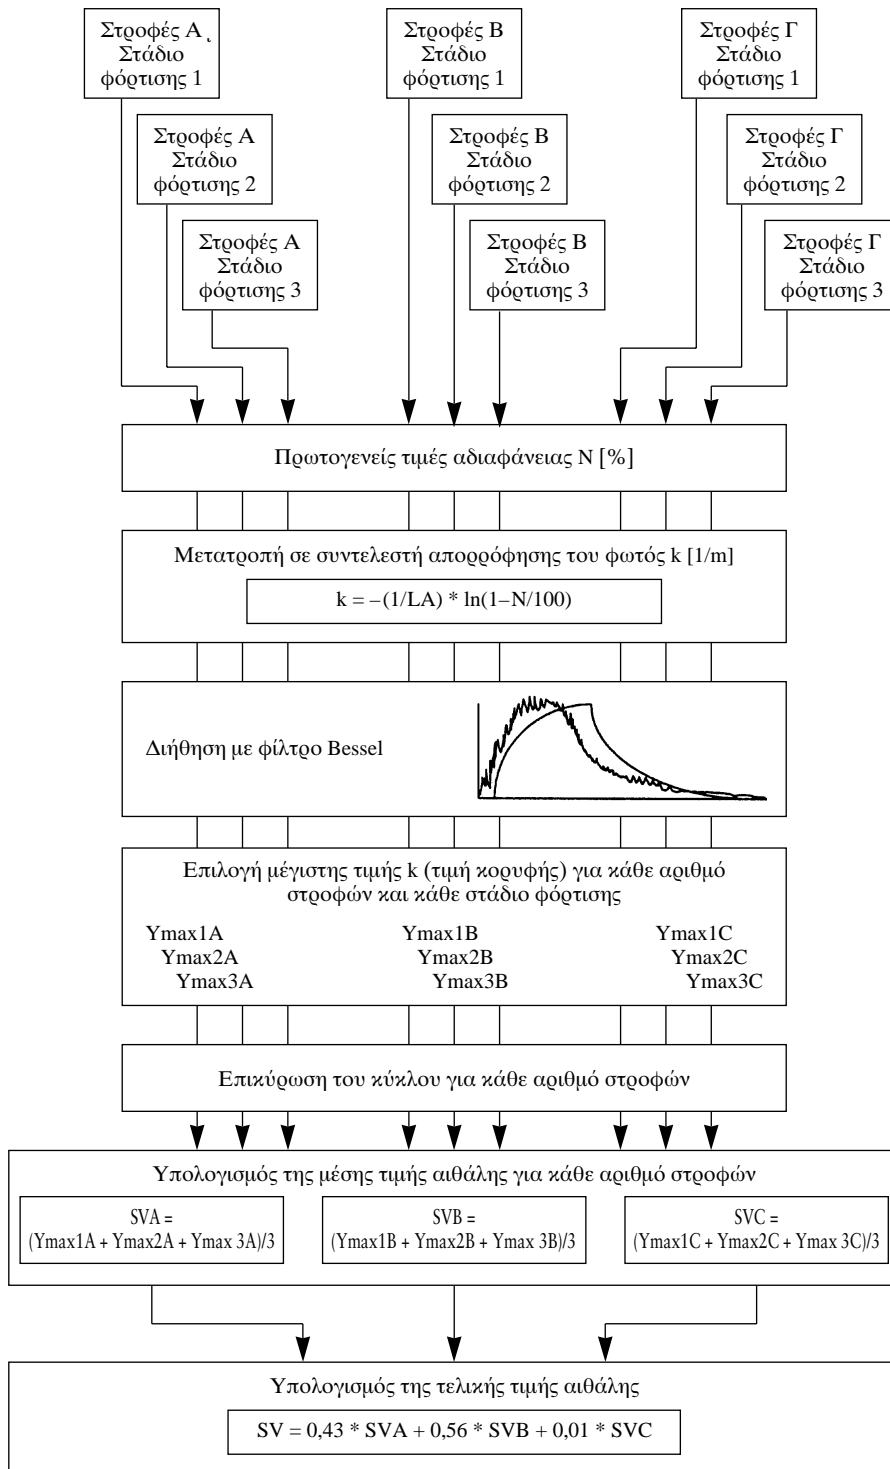 Στροφές Α
Στάδιο
φόρτισης 1
Στροφές Β
Στάδιο
φόρτισης 1
Στροφές Γ
Στάδιο
φόρτισης 1
Στροφές Α
Στάδιο
φόρτισης 2
Στροφές Β
Στάδιο
φόρτισης 2
Στροφές Γ
Στάδιο
φόρτισης 2
Στροφές Α
Στάδιο
φόρτισης 3
Στροφές Β
Στάδιο
φόρτισης 3
Στροφές Γ
Στάδιο
φόρτισης 3
Πρωτογενείς τιμές αδιαφάνειας N [%]
Μετατροπή σε συντελεστή απορρόφησης του φωτός k [1/m]
k = –(1/LA) * ln(1–N/100)
Διήθηση με φίλτρο Bessel
Επιλογή μέγιστης τιμής k (τιμή κορυφής) για κάθε αριθμό
στροφών και κάθε στάδιο φόρτισης
Ymax1A Ymax1B Ymax1C
Ymax2A Ymax2B Ymax2C
Ymax3A Ymax3B Ymax3C
Επικύρωση του κύκλου για κάθε αριθμό στροφών
Υπολογισμός της μέσης τιμής αιθάλης για κάθε αριθμό στροφών
SVA =
(Ymax1A + Ymax2A + Ymax 3A)/3
SVB =
(Ymax1B + Ymax2B + Ymax 3B)/3
SVC =
(Ymax1C + Ymax2C + Ymax 3C)/3
Υπολογισμός της τελικής τιμής αιθάλης
SV = 0,43 * SVA + 0,56 * SVB + 0,01 * SVC